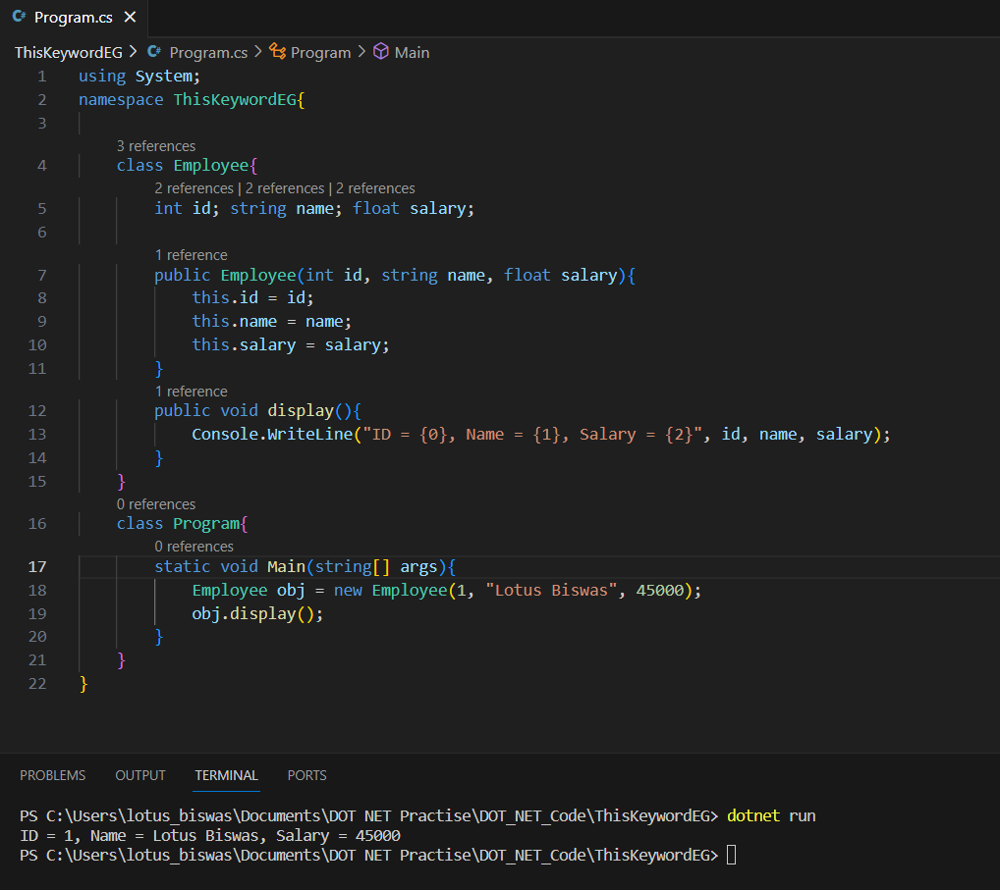 Program.cs
ThisKeywordEG > Program.cs > Program > Main
1 using System;
2 namespace ThisKeywordEG{
3
3 references
4 class Employee{
2 references | 2 references | 2 references
5 int id; string name; float salary;
6
1 reference
7 public Employee(int id, string name, float salary){
8 this.id = id;
9 this.name = name;
10 this.salary = salary;
11 }
1 reference
12 public void display(){
13 Console.WriteLine("ID = {0}, Name = {1}, Salary = {2}", id, name, salary);
14 }
15 }
0 references
16 class Program{
0 references
17 static void Main(string[] args){
18 Employee obj = new Employee(1, "Lotus Biswas", 45000);
19 obj.display();
20 }
21 }
22 }
PROBLEMS OUTPUT TERMINAL PORTS
PS C:\Users\lotus_biswas\Documents\DOT NET Practise\DOT_NET_Code\ThisKeywordEG> dotnet run
ID = 1, Name = Lotus Biswas, Salary = 45000
PS C:\Users\lotus_biswas\Documents\DOT NET Practise\DOT_NET_Code\ThisKeywordEG>